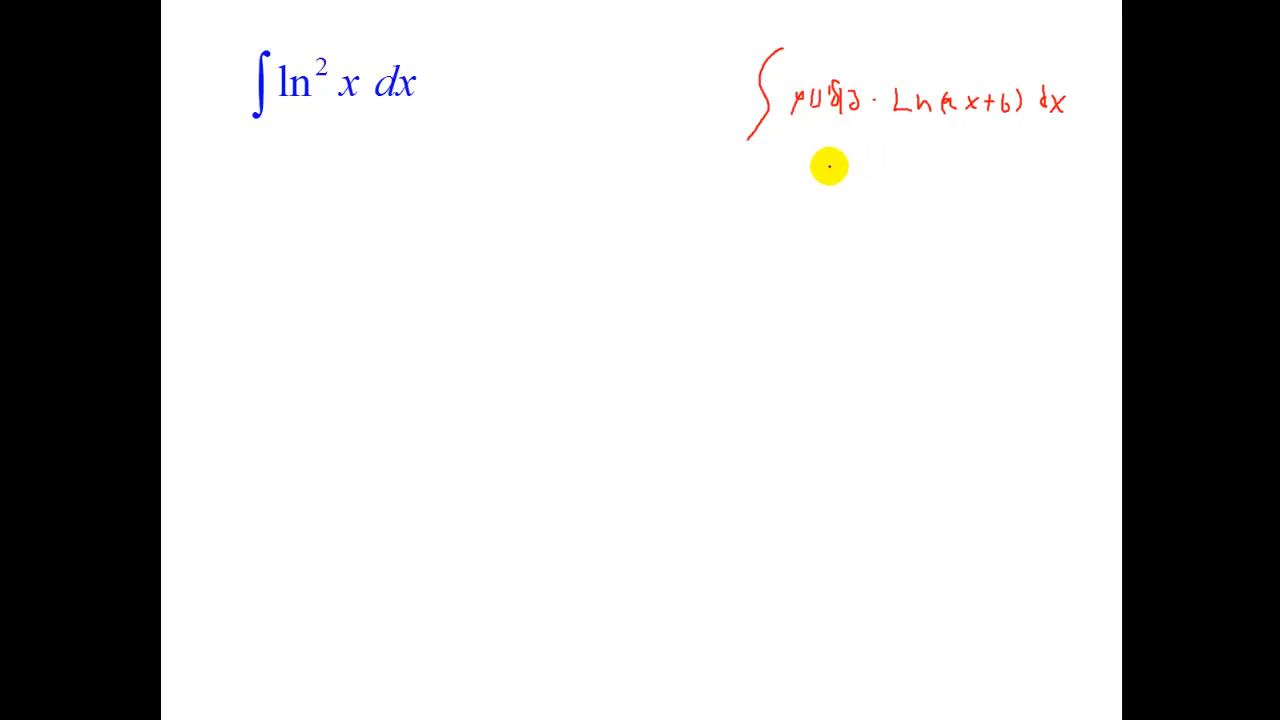 ∫ ln² x dx
∫ · Ln(ax+b) dx